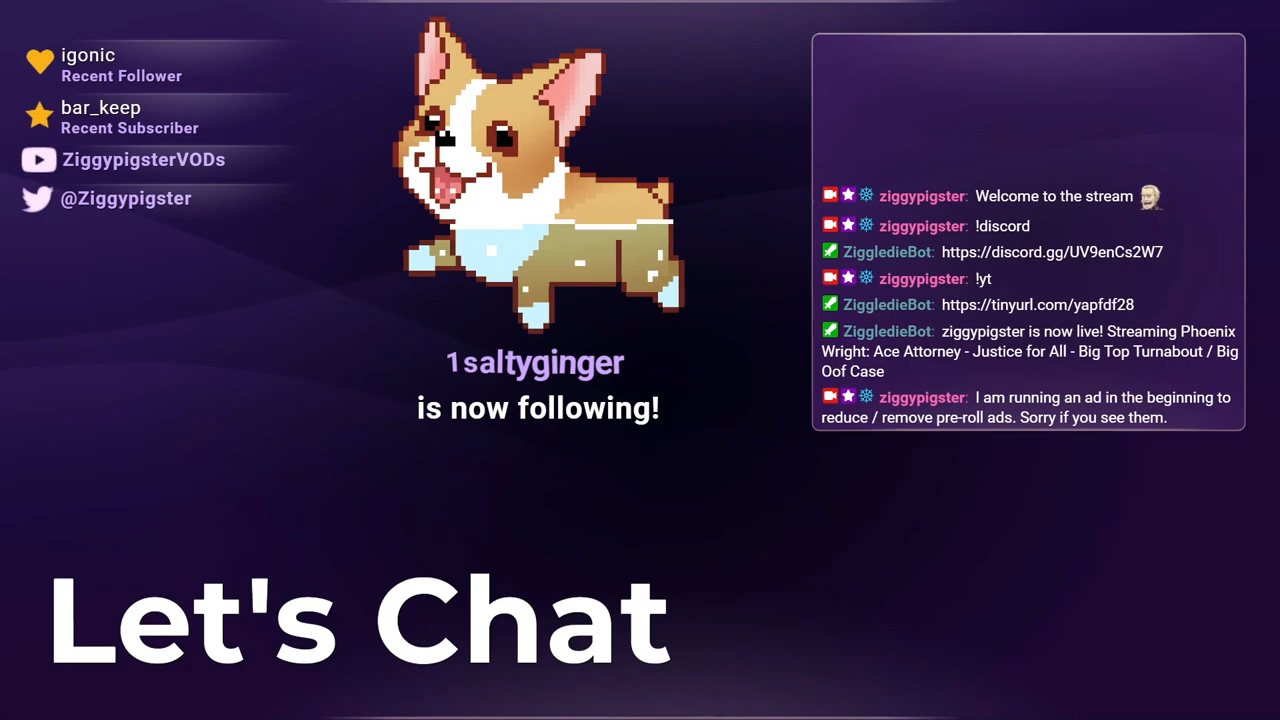 igonic
Recent Follower
bar_keep
Recent Subscriber
ZiggypigsterVODs
@Ziggypigster
1saltyginger
is now following!
ziggypigster: Welcome to the stream
ziggypigster: !discord
ZiggledieBot: https://discord.gg/UV9enCs2W7
ziggypigster: !yt
ZiggledieBot: https://tinyurl.com/yapfdf28
ZiggledieBot: ziggypigster is now live! Streaming Phoenix
Wright: Ace Attorney - Justice for All - Big Top Turnabout / Big
Oof Case
ziggypigster: I am running an ad in the beginning to
reduce / remove pre-roll ads. Sorry if you see them.
Let's Chat